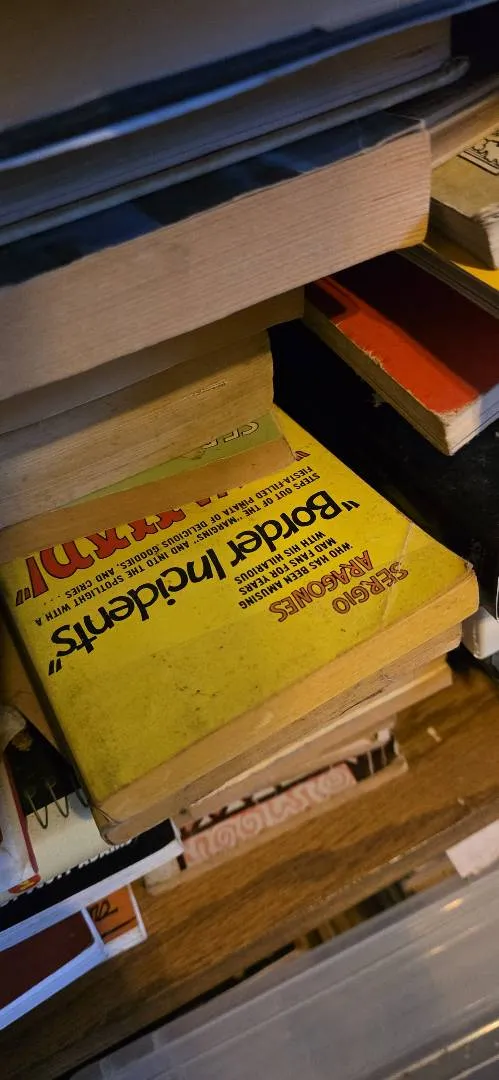 SERGIO
ARAGONES
WHO HAS BEEN AMUSING
MAD FANS FOR YEARS
WITH HIS HILARIOUS
"Border Incidents"
STEPS OUT OF THE "MARGINS", AND INTO THE SPOTLIGHT WITH A
FIESTA-FILLED PIÑATA OF DELICIOUS GOODIES, AND CRIES . . .